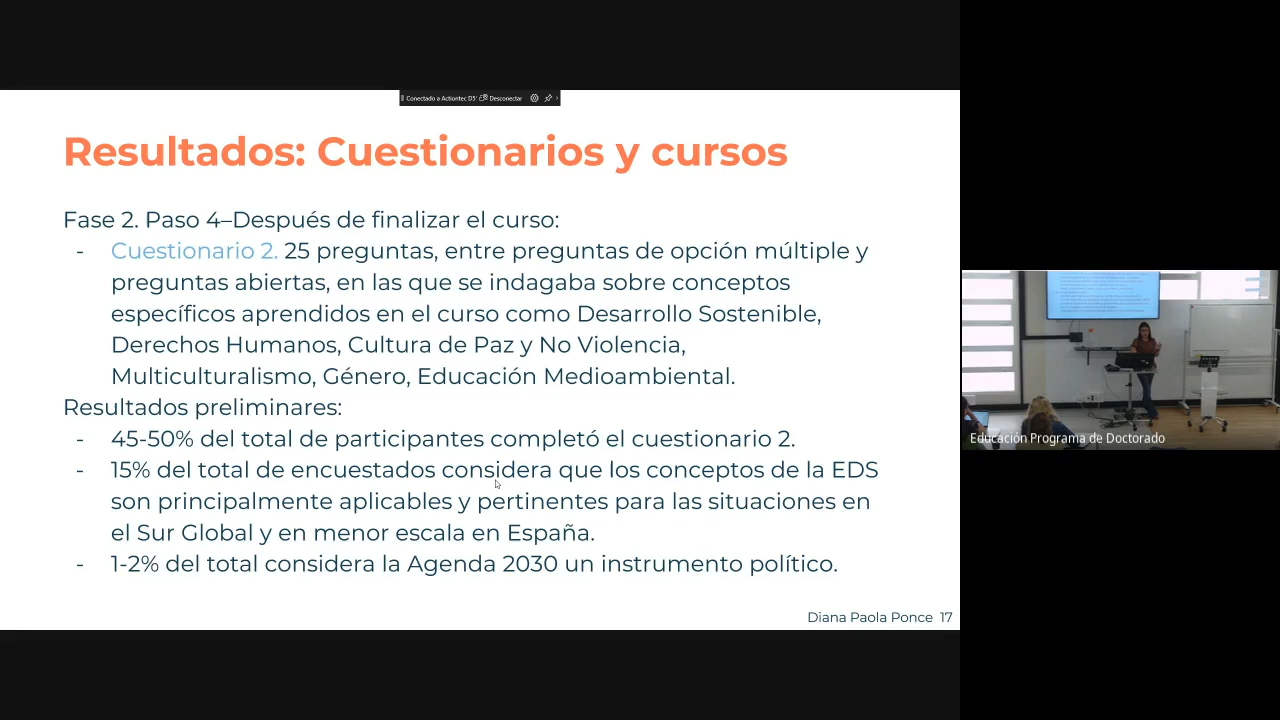 Conectado a Actiontec D5: Desconectar
Resultados: Cuestionarios y cursos
Fase 2. Paso 4–Después de finalizar el curso:
- Cuestionario 2. 25 preguntas, entre preguntas de opción múltiple y
preguntas abiertas, en las que se indagaba sobre conceptos
específicos aprendidos en el curso como Desarrollo Sostenible,
Derechos Humanos, Cultura de Paz y No Violencia,
Multiculturalismo, Género, Educación Medioambiental.
Resultados preliminares:
- 45-50% del total de participantes completó el cuestionario 2.
- 15% del total de encuestados considera que los conceptos de la EDS
son principalmente aplicables y pertinentes para las situaciones en
el Sur Global y en menor escala en España.
- 1-2% del total considera la Agenda 2030 un instrumento político.
Diana Paola Ponce 17
Educación Programa de Doctorado